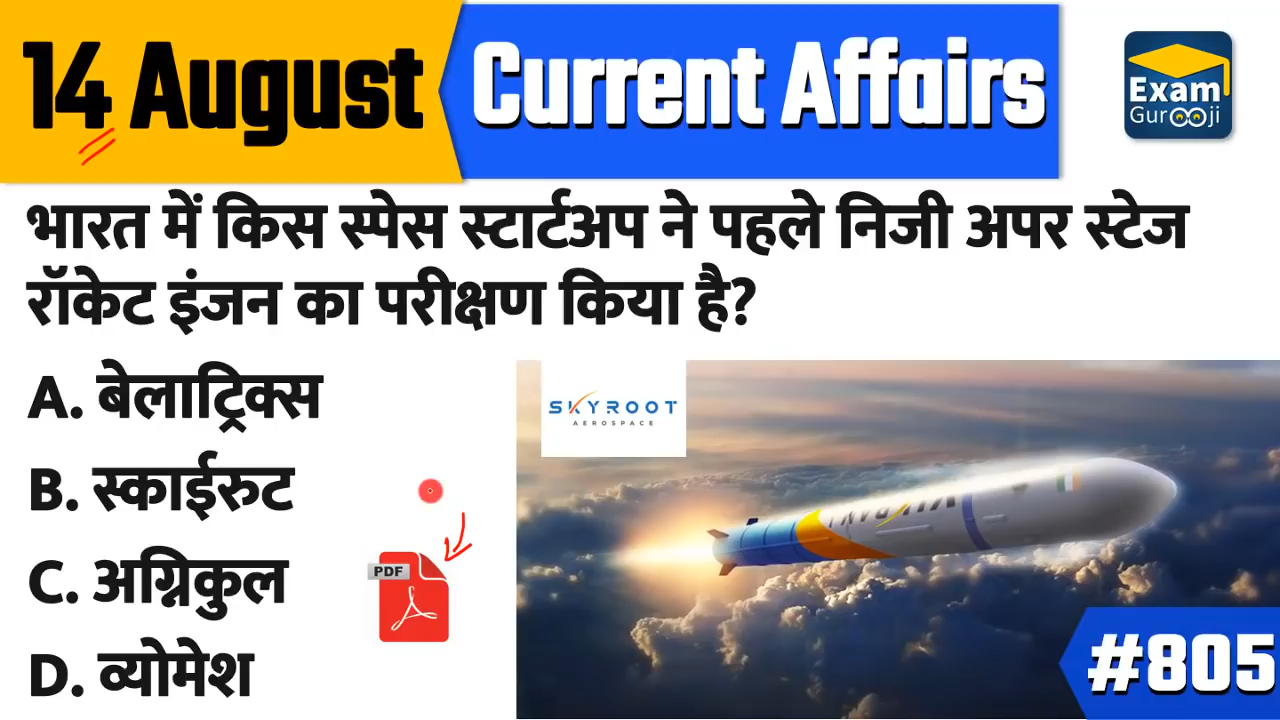 14 August
Current Affairs
Exam
Gurooji
भारत में किस स्पेस स्टार्टअप ने पहले निजी अपर स्टेज
रॉकेट इंजन का परीक्षण किया है?
A. बेलाट्रिक्स
B. स्काईरुट
C. अग्निकुल
D. व्योमेश
PDF
SKYROOT
AEROSPACE
#805